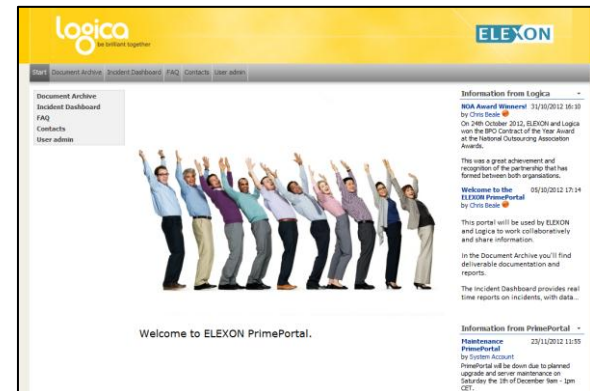 logica
be brilliant together
ELEXON
Start Document Archive Incident Dashboard FAQ Contacts User admin
Document Archive
Incident Dashboard
FAQ
Contacts
User admin
Welcome to ELEXON PrimePortal.
Information from Logica
NOA Award Winners! 31/10/2012 16:10
by Chris Beale
On 24th October 2012, ELEXON and Logica
won the BPO Contract of the Year Award
at the National Outsourcing Association
Awards.
This was a great achievement and
recognition of the partnership that has
formed between both organsiations.
Welcome to the 05/10/2012 17:14
ELEXON PrimePortal
by Chris Beale
This portal will be used by ELEXON
and Logica to work collaboratively
and share information.
In the Document Archive you'll find
deliverable documentation and
reports.
The Incident Dashboard provides real
time reports on incidents, with data...
Information from PrimePortal
Maintenance 23/11/2012 11:55
PrimePortal
by System Account
PrimePortal will be down due to planned
upgrade and server maintenance on
Saturday the 1th of December 9am - 1pm
CET.